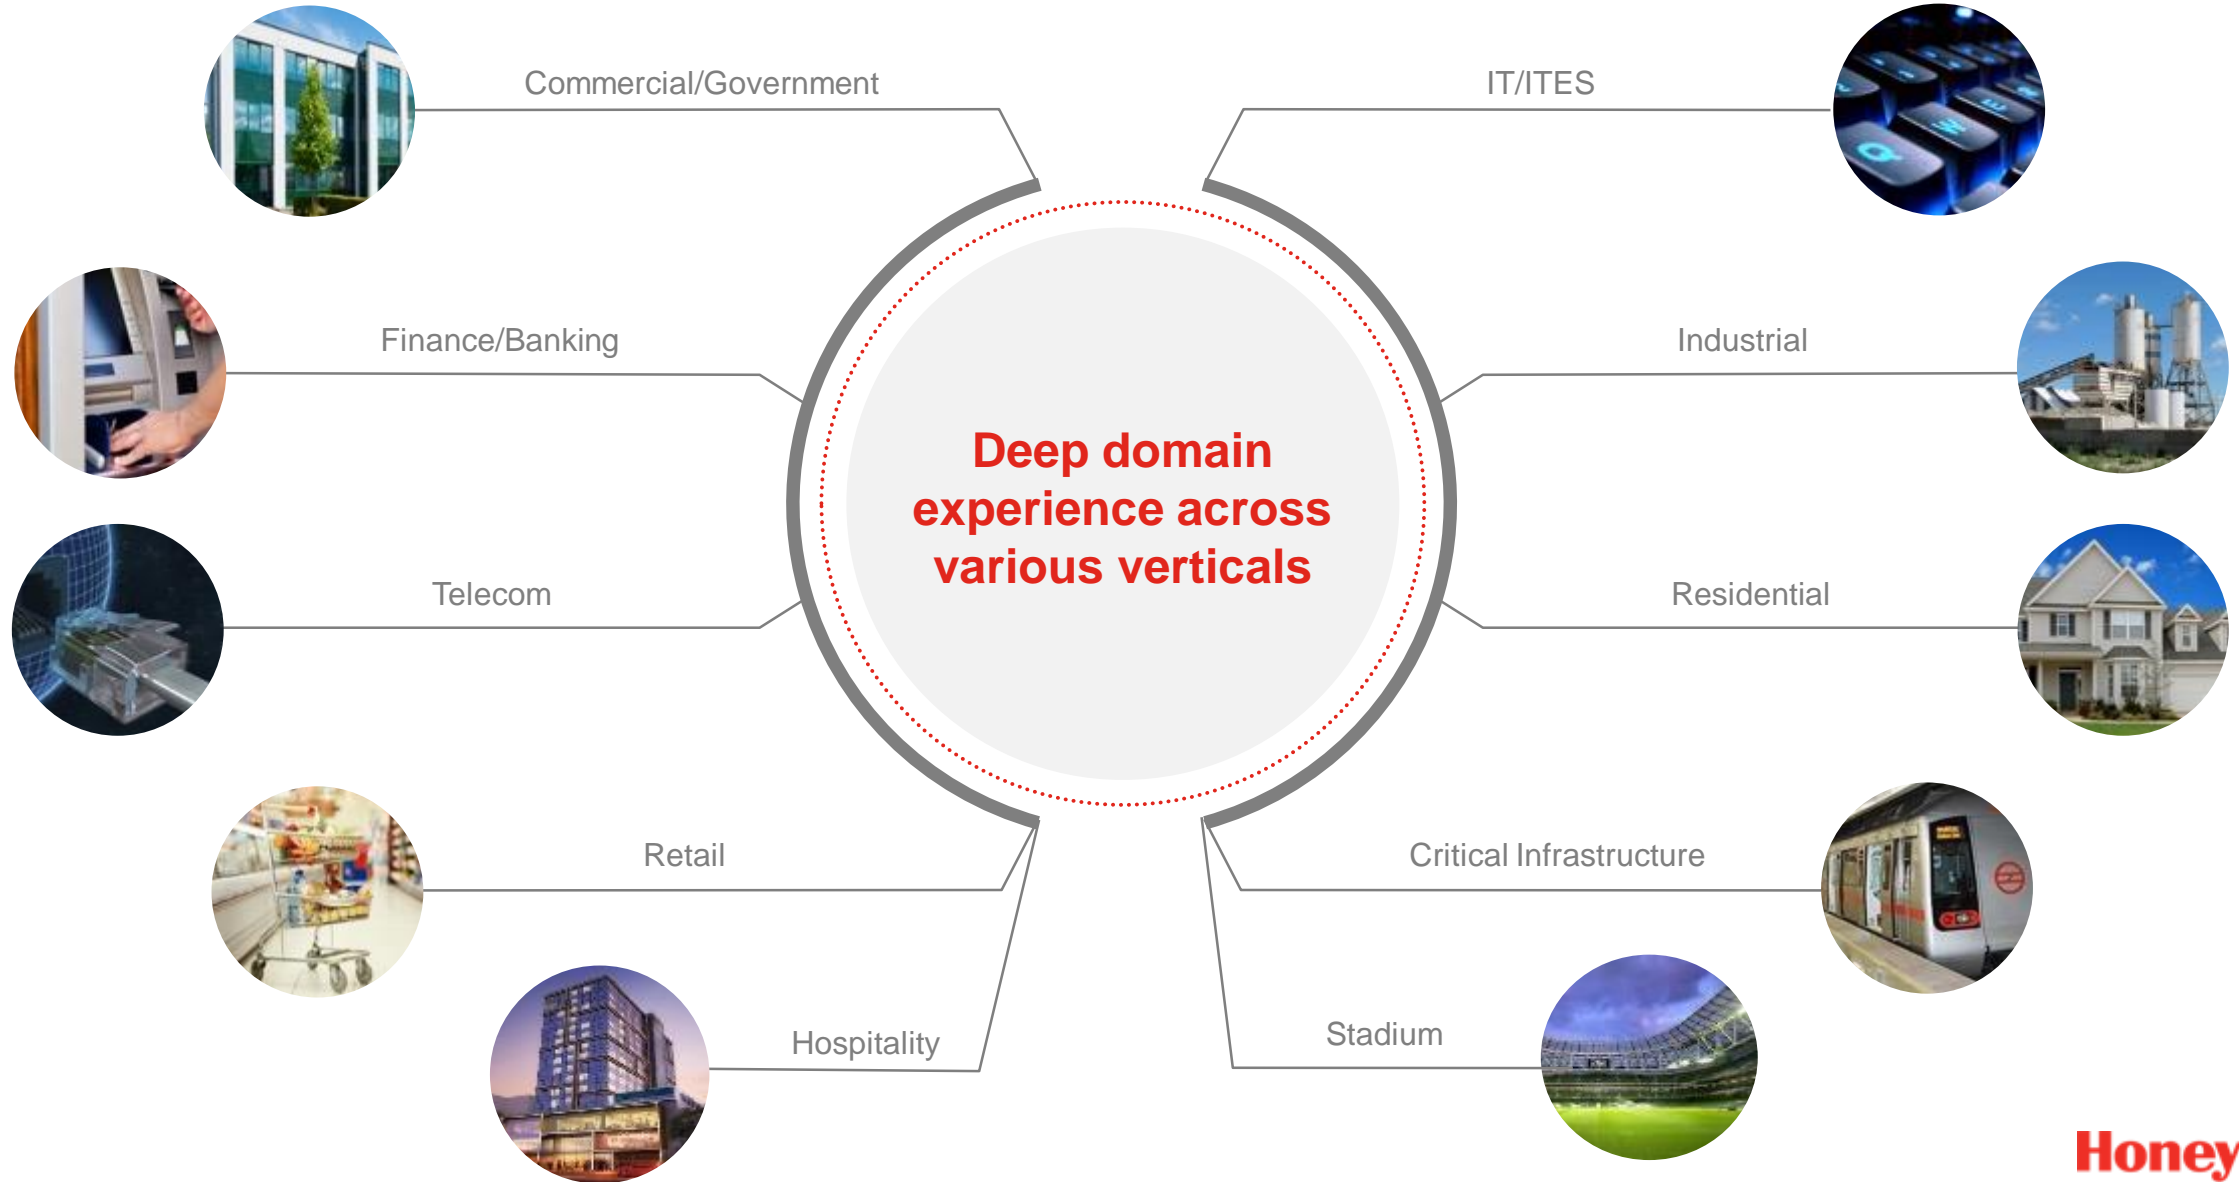 Commercial/Government
IT/ITES
Finance/Banking
Industrial
Deep domain
experience across
various verticals
Telecom
Residential
Retail
Critical Infrastructure
Hospitality
Stadium
Honey